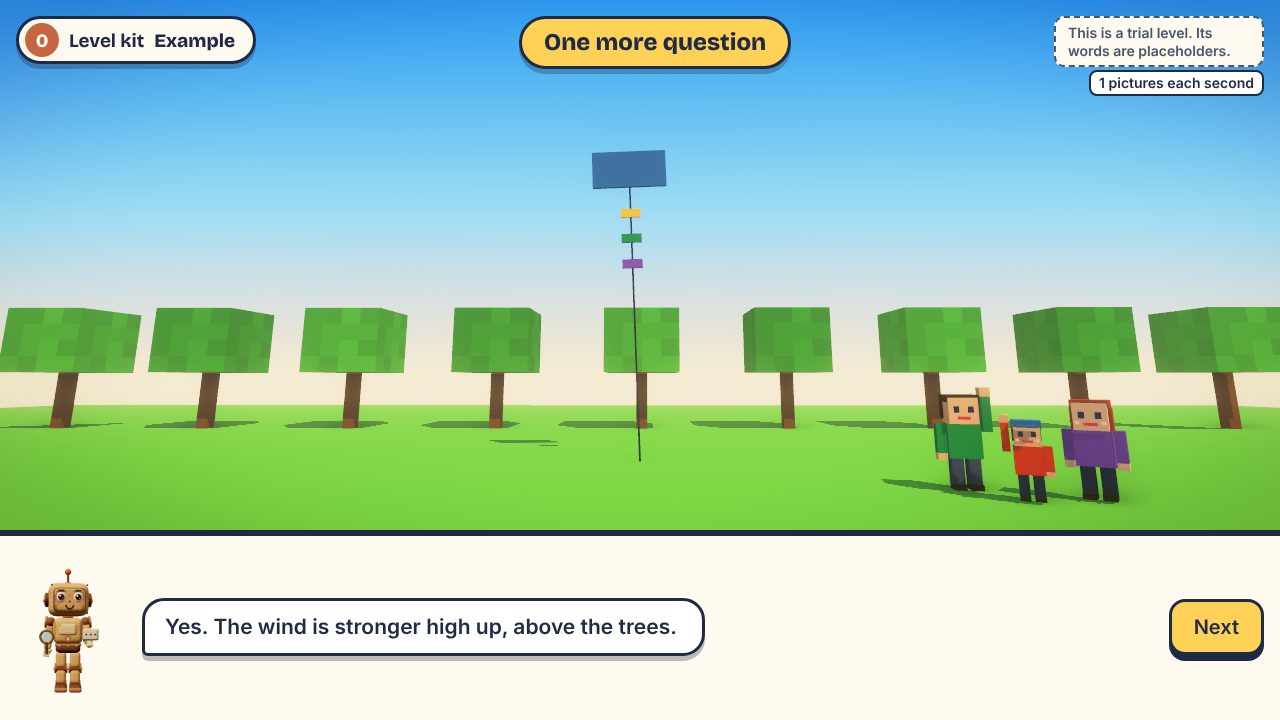 0 Level kit Example
One more question
This is a trial level. Its
words are placeholders.
1 pictures each second
Yes. The wind is stronger high up, above the trees.
Next